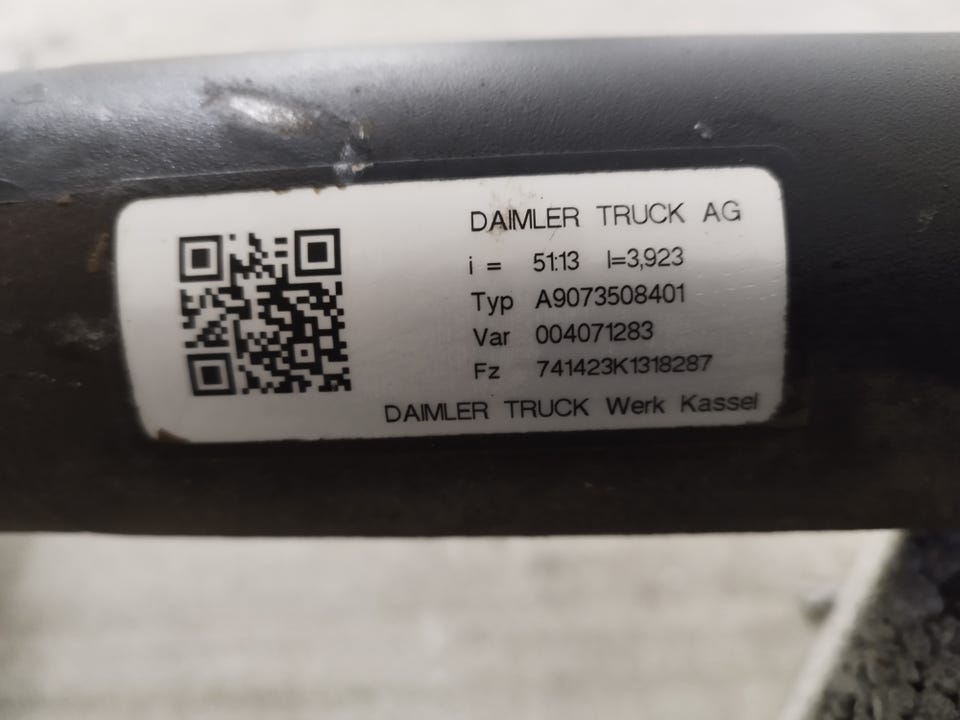 DAIMLER TRUCK AG
i = 51:13 I=3,923
Typ A9073508401
Var 004071283
Fz 741423K1318287
DAIMLER TRUCK Werk Kassel